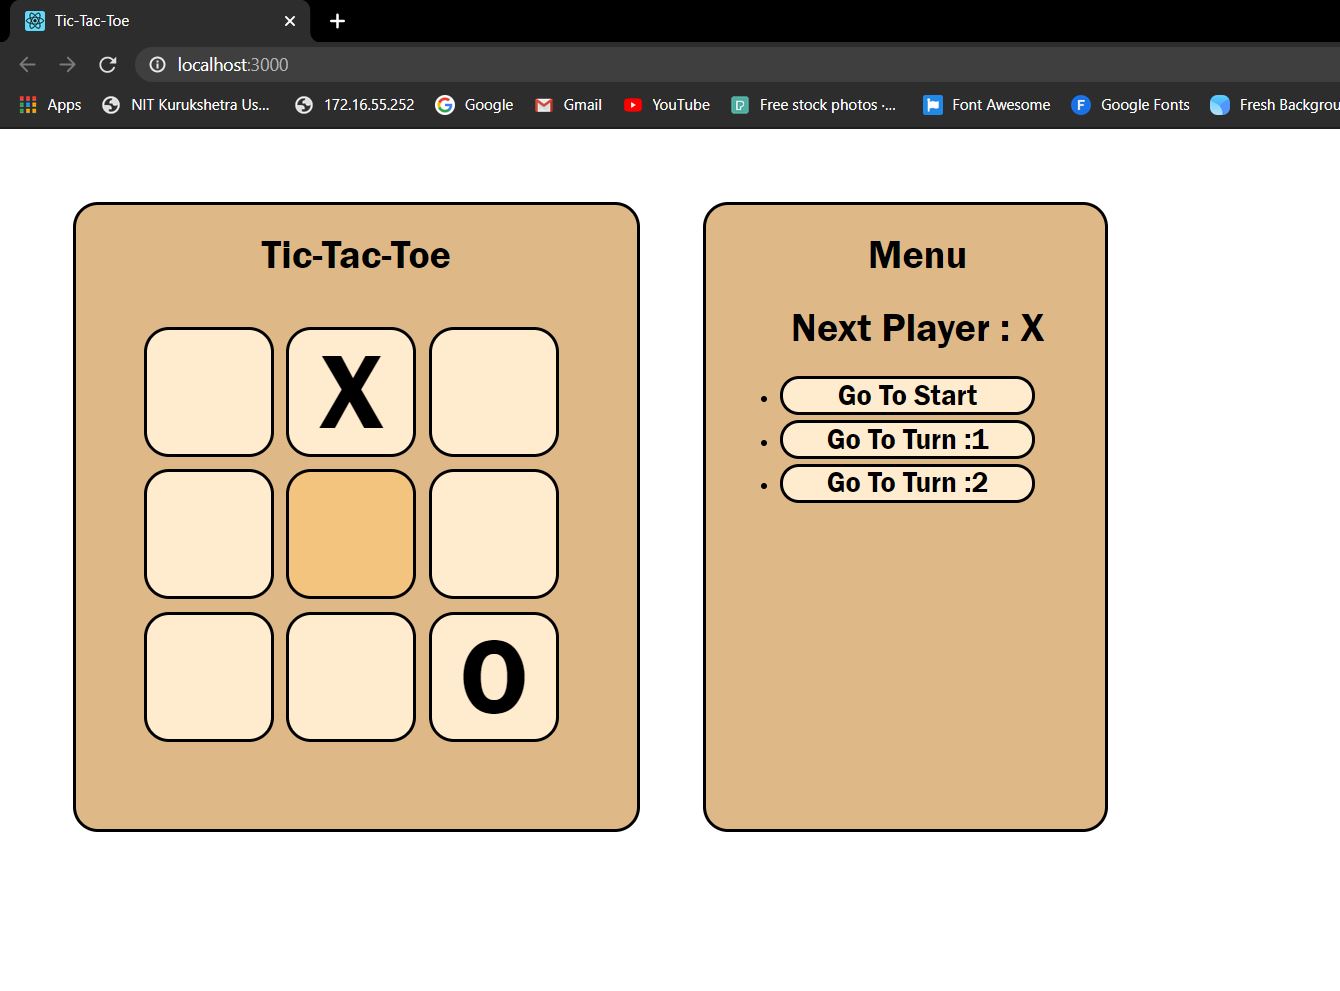 Tic-Tac-Toe
localhost:3000
Apps NIT Kurukshetra Us... 172.16.55.252 Google Gmail YouTube Free stock photos ·... Font Awesome F Google Fonts Fresh Backgrou
Tic-Tac-Toe
X
O
Menu
Next Player : X
Go To Start
Go To Turn :1
Go To Turn :2